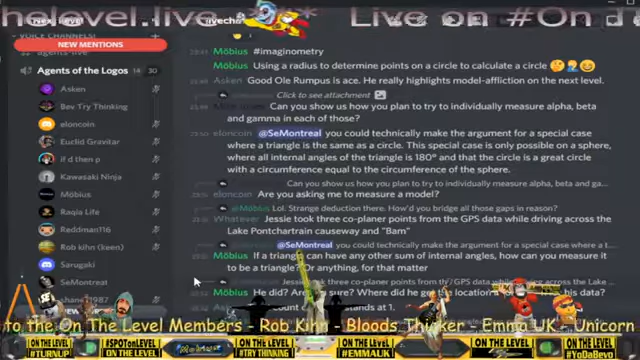 Live on #On
NEW MENTIONS
Möbius #imaginometry
Agents of the Logos 14 30
Möbius Using a radius to determine points on a circle to calculate a circle
Asken
Asken Good Ole Rumpus is ace. He really highlights model-affliction on the next level.
Click to see attachment
Bev Try Thinking
Can you show us how you plan to try to individually measure alpha, beta
and gamma in each of those?
eloncoin
eloncoin @SeMontreal you could technically make the argument for a special case
Euclid Gravitar
where a triangle is the same as a circle. This special case is only possible on a sphere,
if d then p
where all internal angles of the triangle is 180° and that the circle is a great circle
Kawasaki Ninja
with a circumference equal to the circumference of the sphere.
Can you show us how you plan to try to individually measure alpha, beta and ga...
Möbius
eloncoin Are you asking me to measure a model?
Raqia Life
@Möbius Lol. Strange deduction there. How'd you bridge all those gaps in reason?
Reddman116
Whatever Jessie took three co-planer points from the GPS data while driving across the
Lake Pontchartrain causeway and "Bam"
Rob kihn (keen)
@SeMontreal you could technically make the argument for a special case where a t...
Sarugaki
Möbius If a triangle can have any other sum of internal angles, how can you measure it
to be a triangle? Or anything, for that matter
SeMontreal
shane1987
Möbius He did? Are you sure? Where did he
to the On The Level Members - Rob Kihn - Bloods Thicker - Emma UK - Unicorn
ON THE LEVEL
#TURNUP
#SPOTonLEVEL
ON THE LEVEL
ON THE LEVEL
#TRY THINKING
ON THE LEVEL
#EMMAUK
ON THE LEVEL
#YoDaBevo